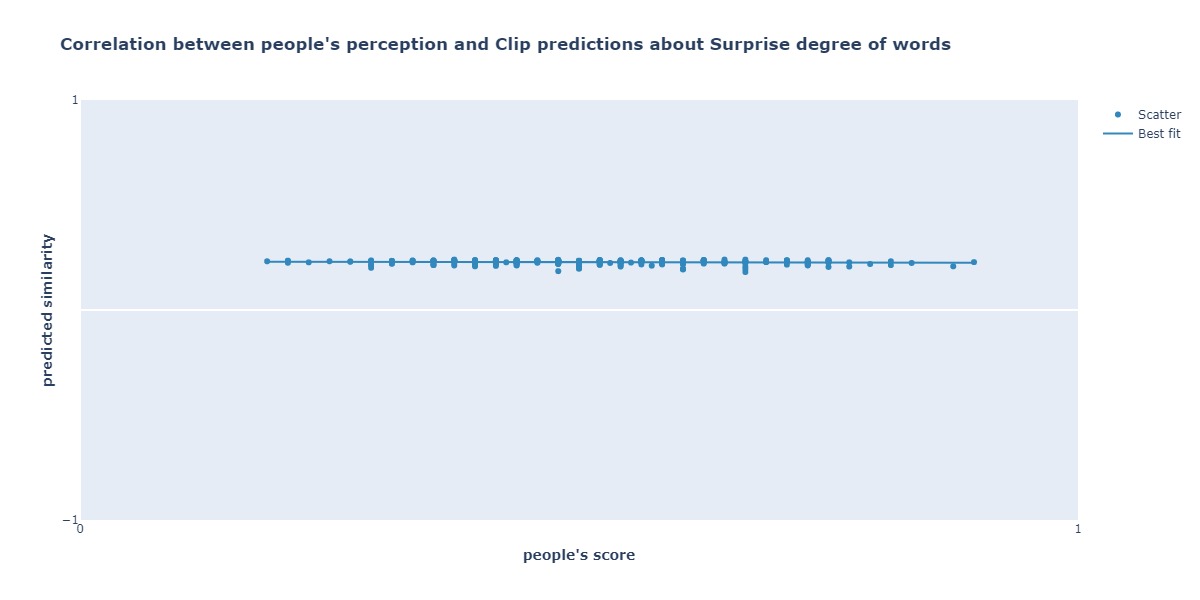 Correlation between people's perception and Clip predictions about Surprise degree of words
1
Scatter
Best fit
predicted similarity
−1
0
1
people's score